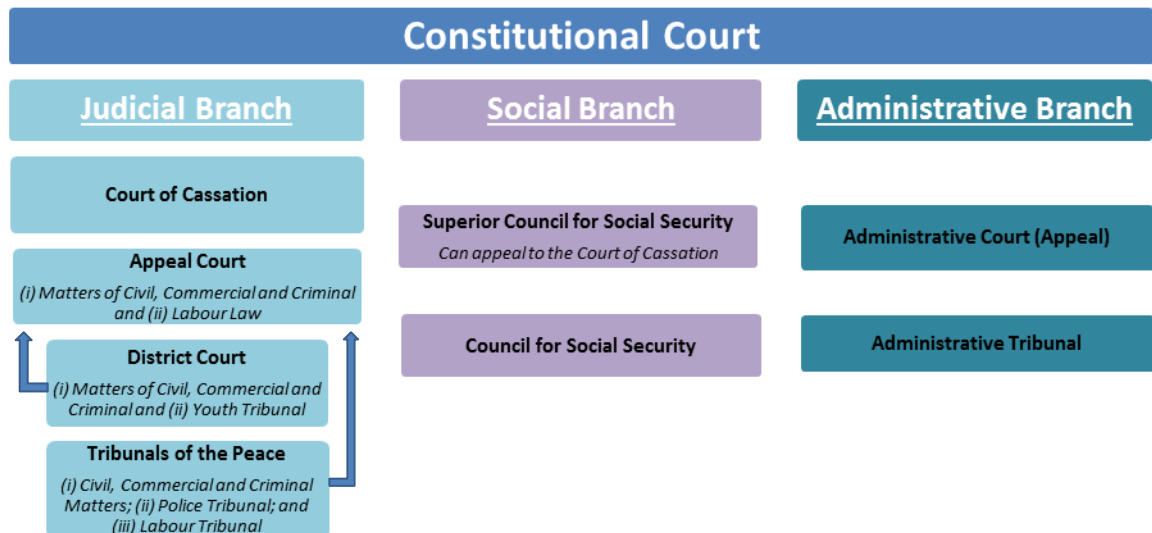 Constitutional Court
Judicial Branch
Social Branch
Administrative Branch
Court of Cassation
Appeal Court
(i) Matters of Civil, Commercial and Criminal
and (ii) Labour Law
District Court
(i) Matters of Civil, Commercial and
Criminal and (ii) Youth Tribunal
Tribunals of the Peace
(i) Civil, Commercial and Criminal
Matters; (ii) Police Tribunal; and
(iii) Labour Tribunal
Superior Council for Social Security
Can appeal to the Court of Cassation
Council for Social Security
Administrative Court (Appeal)
Administrative Tribunal